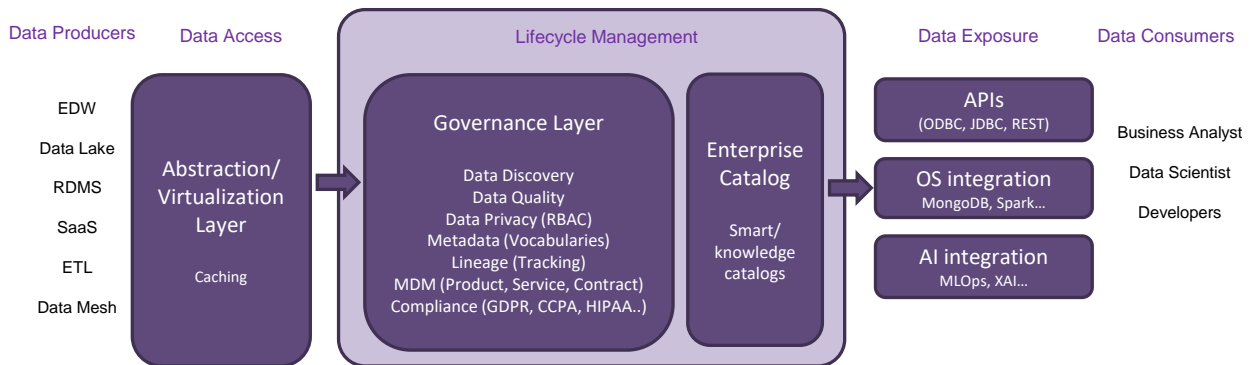 Data Producers
Data Access
Lifecycle Management
Data Exposure
Data Consumers
EDW
Data Lake
RDMS
SaaS
ETL
Data Mesh
Abstraction/
Virtualization
Layer
Caching
Governance Layer
Data Discovery
Data Quality
Data Privacy (RBAC)
Metadata (Vocabularies)
Lineage (Tracking)
MDM (Product, Service, Contract)
Compliance (GDPR, CCPA, HIPAA..)
Enterprise
Catalog
Smart/
knowledge
catalogs
APIs
(ODBC, JDBC, REST)
OS integration
MongoDB, Spark...
AI integration
MLOps, XAI...
Business Analyst
Data Scientist
Developers